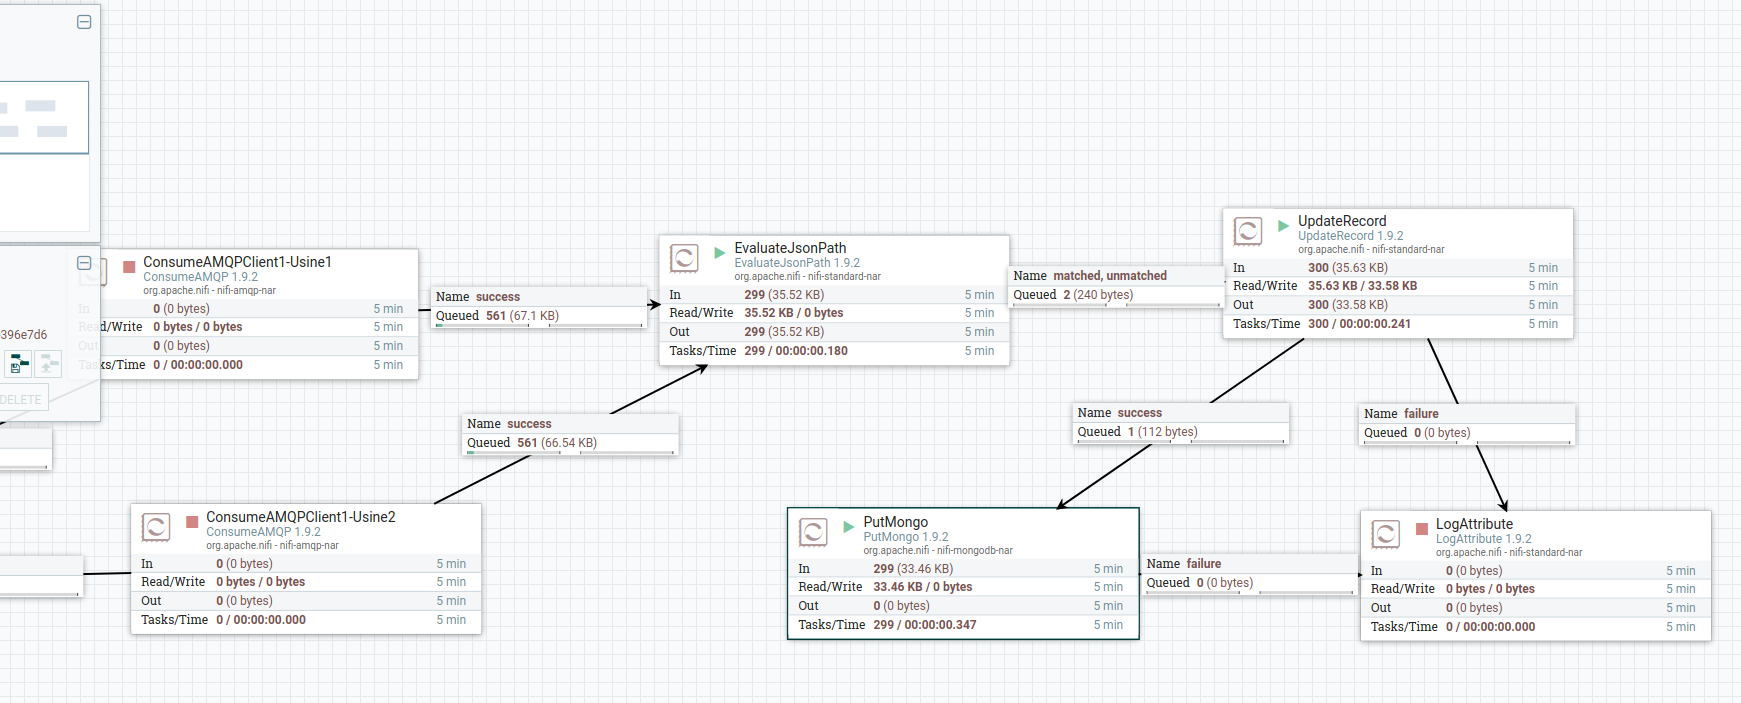 396e7d6
DELETE
ConsumeAMQPClient1-Usine1
ConsumeAMQP 1.9.2
org.apache.nifi - nifi-amqp-nar
In 0 (0 bytes) 5 min
Read/Write 0 bytes / 0 bytes 5 min
Out 0 (0 bytes) 5 min
Tasks/Time 0 / 00:00:00.000 5 min
Name success
Queued 561 (67.1 KB)
EvaluateJsonPath
EvaluateJsonPath 1.9.2
org.apache.nifi - nifi-standard-nar
In 299 (35.52 KB) 5 min
Read/Write 35.52 KB / 0 bytes 5 min
Out 299 (35.52 KB) 5 min
Tasks/Time 299 / 00:00:00.180 5 min
Name matched, unmatched
Queued 2 (240 bytes)
UpdateRecord
UpdateRecord 1.9.2
org.apache.nifi - nifi-standard-nar
In 300 (35.63 KB) 5 min
Read/Write 35.63 KB / 33.58 KB 5 min
Out 300 (33.58 KB) 5 min
Tasks/Time 300 / 00:00:00.241 5 min
Name success
Queued 561 (66.54 KB)
Name success
Queued 1 (112 bytes)
Name failure
Queued 0 (0 bytes)
ConsumeAMQPClient1-Usine2
ConsumeAMQP 1.9.2
org.apache.nifi - nifi-amqp-nar
In 0 (0 bytes) 5 min
Read/Write 0 bytes / 0 bytes 5 min
Out 0 (0 bytes) 5 min
Tasks/Time 0 / 00:00:00.000 5 min
PutMongo
PutMongo 1.9.2
org.apache.nifi - nifi-mongodb-nar
In 299 (33.46 KB) 5 min
Read/Write 33.46 KB / 0 bytes 5 min
Out 0 (0 bytes) 5 min
Tasks/Time 299 / 00:00:00.347 5 min
Name failure
Queued 0 (0 bytes)
LogAttribute
LogAttribute 1.9.2
org.apache.nifi - nifi-standard-nar
In 0 (0 bytes) 5 min
Read/Write 0 bytes / 0 bytes 5 min
Out 0 (0 bytes) 5 min
Tasks/Time 0 / 00:00:00.000 5 min